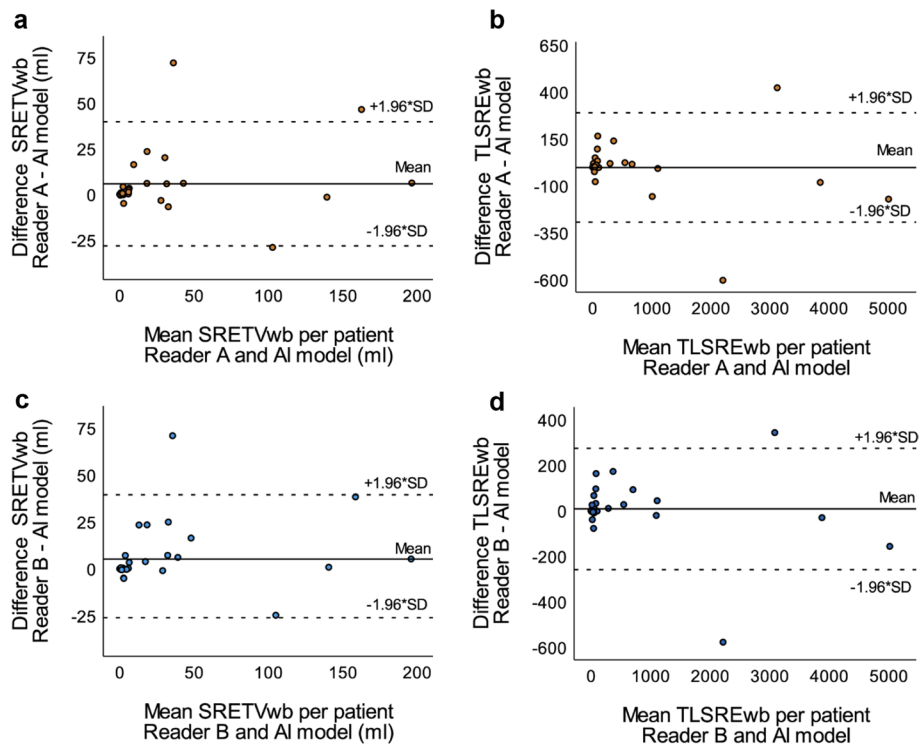 a
Difference SRETVwb
Reader A - AI model (ml)
75
50
25
0
-25
+1.96*SD
Mean
-1.96*SD
0
50
100
150
200
Mean SRETVwb per patient
Reader A and AI model (ml)
b
Difference TLSREwb
Reader A - AI model
650
400
150
-100
-350
-600
+1.96*SD
Mean
-1.96*SD
0
1000
2000
3000
4000
5000
Mean TLSREwb per patient
Reader A and AI model
c
Difference SRETVwb
Reader B - AI model (ml)
75
50
25
0
-25
+1.96*SD
Mean
-1.96*SD
0
50
100
150
200
Mean SRETVwb per patient
Reader B and AI model (ml)
d
Difference TLSREwb
Reader B - AI model
400
200
0
-200
-400
-600
+1.96*SD
Mean
-1.96*SD
0
1000
2000
3000
4000
5000
Mean TLSREwb per patient
Reader B and AI model